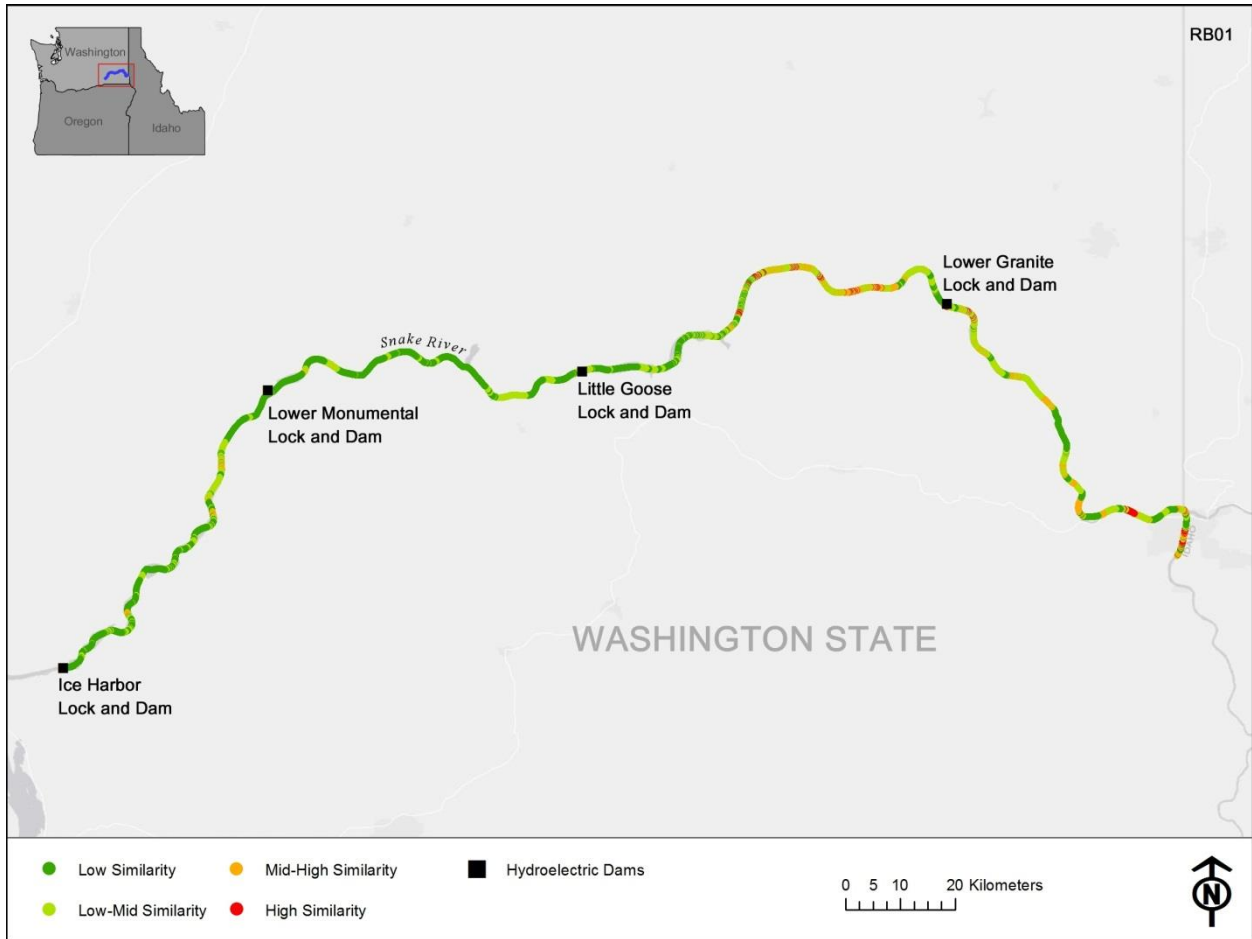 RB01
Washington
Oregon
Idaho
Lower Granite
Lock and Dam
Snake River
Little Goose
Lock and Dam
Lower Monumental
Lock and Dam
IDAHO
WASHINGTON STATE
Ice Harbor
Lock and Dam
Low Similarity
Mid-High Similarity
Hydroelectric Dams
Low-Mid Similarity
High Similarity
0 5 10 20 Kilometers
N